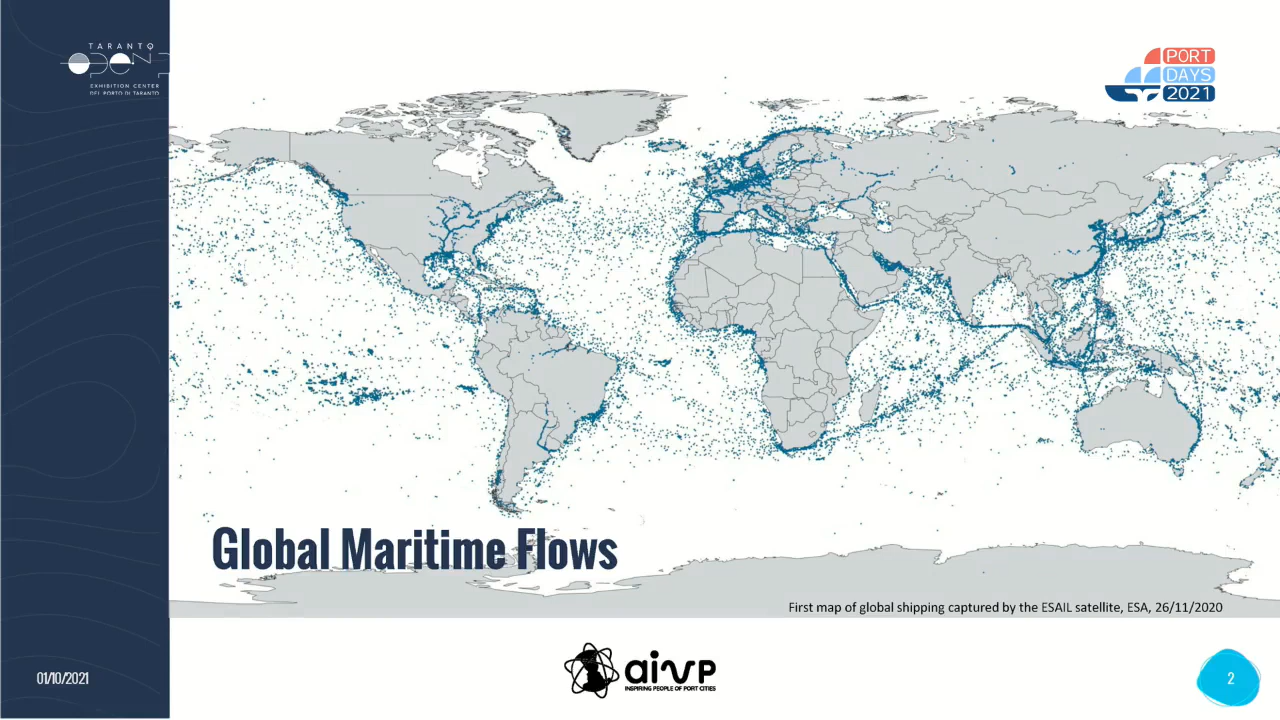 TARANTO
OPEN
EXHIBITION CENTER
DEL PORTO DI TARANTO
PORT
DAYS
2021
Global Maritime Flows
First map of global shipping captured by the ESAIL satellite, ESA, 26/11/2020
01/10/2021
aivp
INSPIRING PEOPLE OF PORT CITIES
2